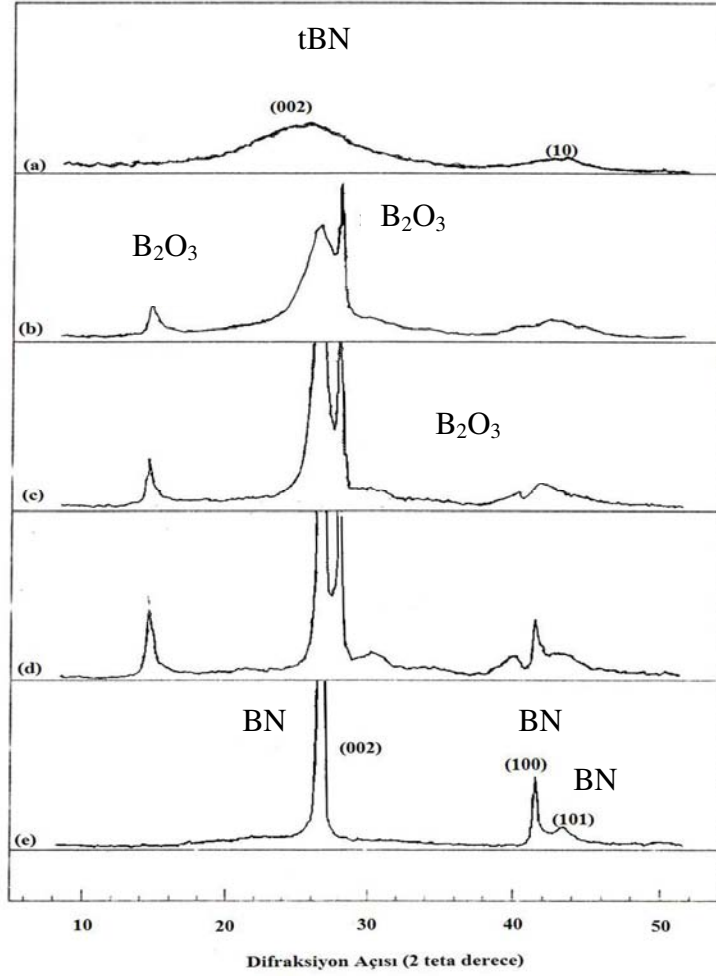 tBN
(002)
(10)
(a)
B₂O₃
B₂O₃
(b)
B₂O₃
(c)
(d)
BN
BN
(002)
(100)
BN
(101)
(e)
10 20 30 40 50
Difraksiyon Açısı (2 teta derece)